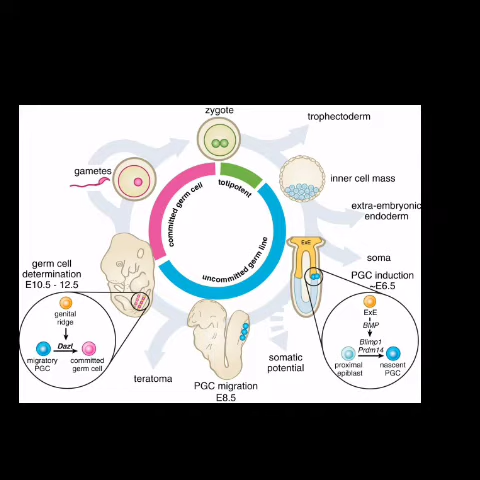 zygote
trophectoderm
gametes
inner cell mass
extra-embryonic
endoderm
committed germ cell
totipotent
uncommitted germ line
ExE
soma
germ cell
determination
E10.5 - 12.5
PGC induction
~E6.5
genital
ridge
Dazl
migratory
PGC
committed
germ cell
ExE
BMP
Blimp1
Prdm14
proximal
epiblast
nascent
PGC
teratoma
PGC migration
E8.5
somatic
potential